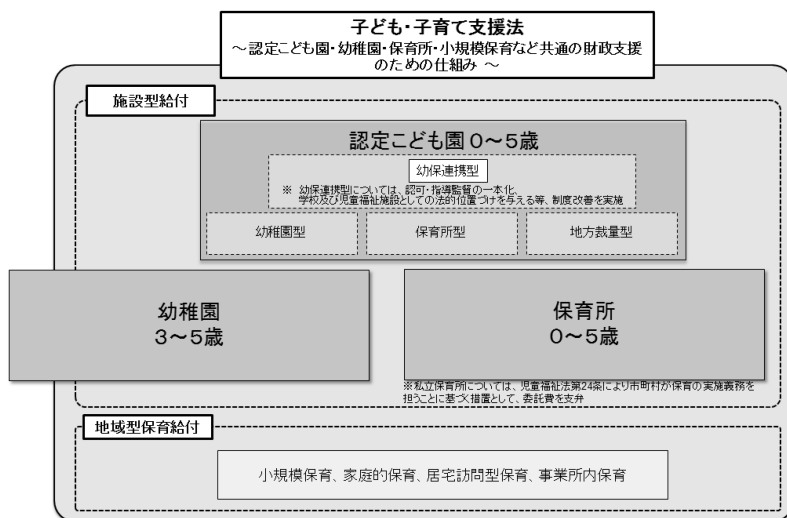 子ども・子育て支援法
～認定こども園・幼稚園・保育所・小規模保育など共通の財政支援
のための仕組み ～
施設型給付
認定こども園 0～5歳
幼保連携型
※ 幼保連携型については、認可・指導監督の一本化、
学校及び児童福祉施設としての法的位置づけを与える等、制度改善を実施
幼稚園型
保育所型
地方裁量型
幼稚園
3～5歳
保育所
0～5歳
※私立保育所については、児童福祉法第24条により市町村が保育の実施義務を
担うことに基づく措置として、委託費を支弁
地域型保育給付
小規模保育、家庭的保育、居宅訪問型保育、事業所内保育